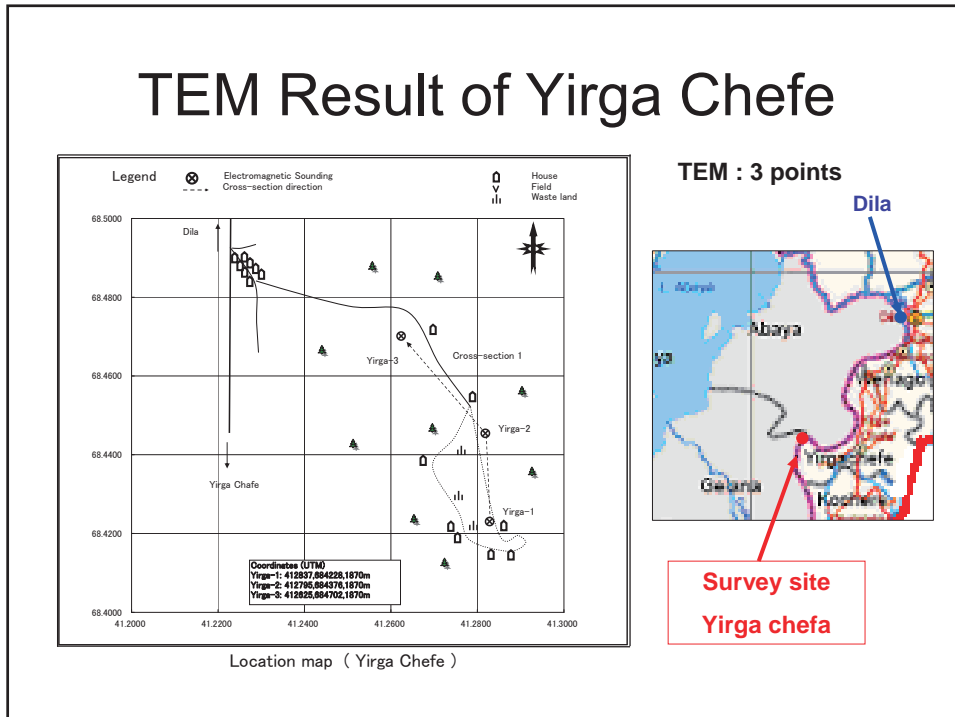 TEM Result of Yirga Chefe
Legend
Electromagnetic Sounding
Cross-section direction
House
Field
Waste land
68.5000
68.4800
68.4600
68.4400
68.4200
68.4000
41.2000
41.2200
41.2400
41.2600
41.2800
41.3000
Dila
Yirga-3
Cross-section 1
Yirga-2
Yirga Chafe
Yirga-1
Coordinates (UTM)
Yirga-1: 412837,684228,1870m
Yirga-2: 412795,684376,1870m
Yirga-3: 412625,684702,1870m
Location map ( Yirga Chefe )
TEM : 3 points
Dila
L. Abaya
Abaya
ya
Wenago
Yirgachefe
Gelana
Kochere
Survey site
Yirga chefa